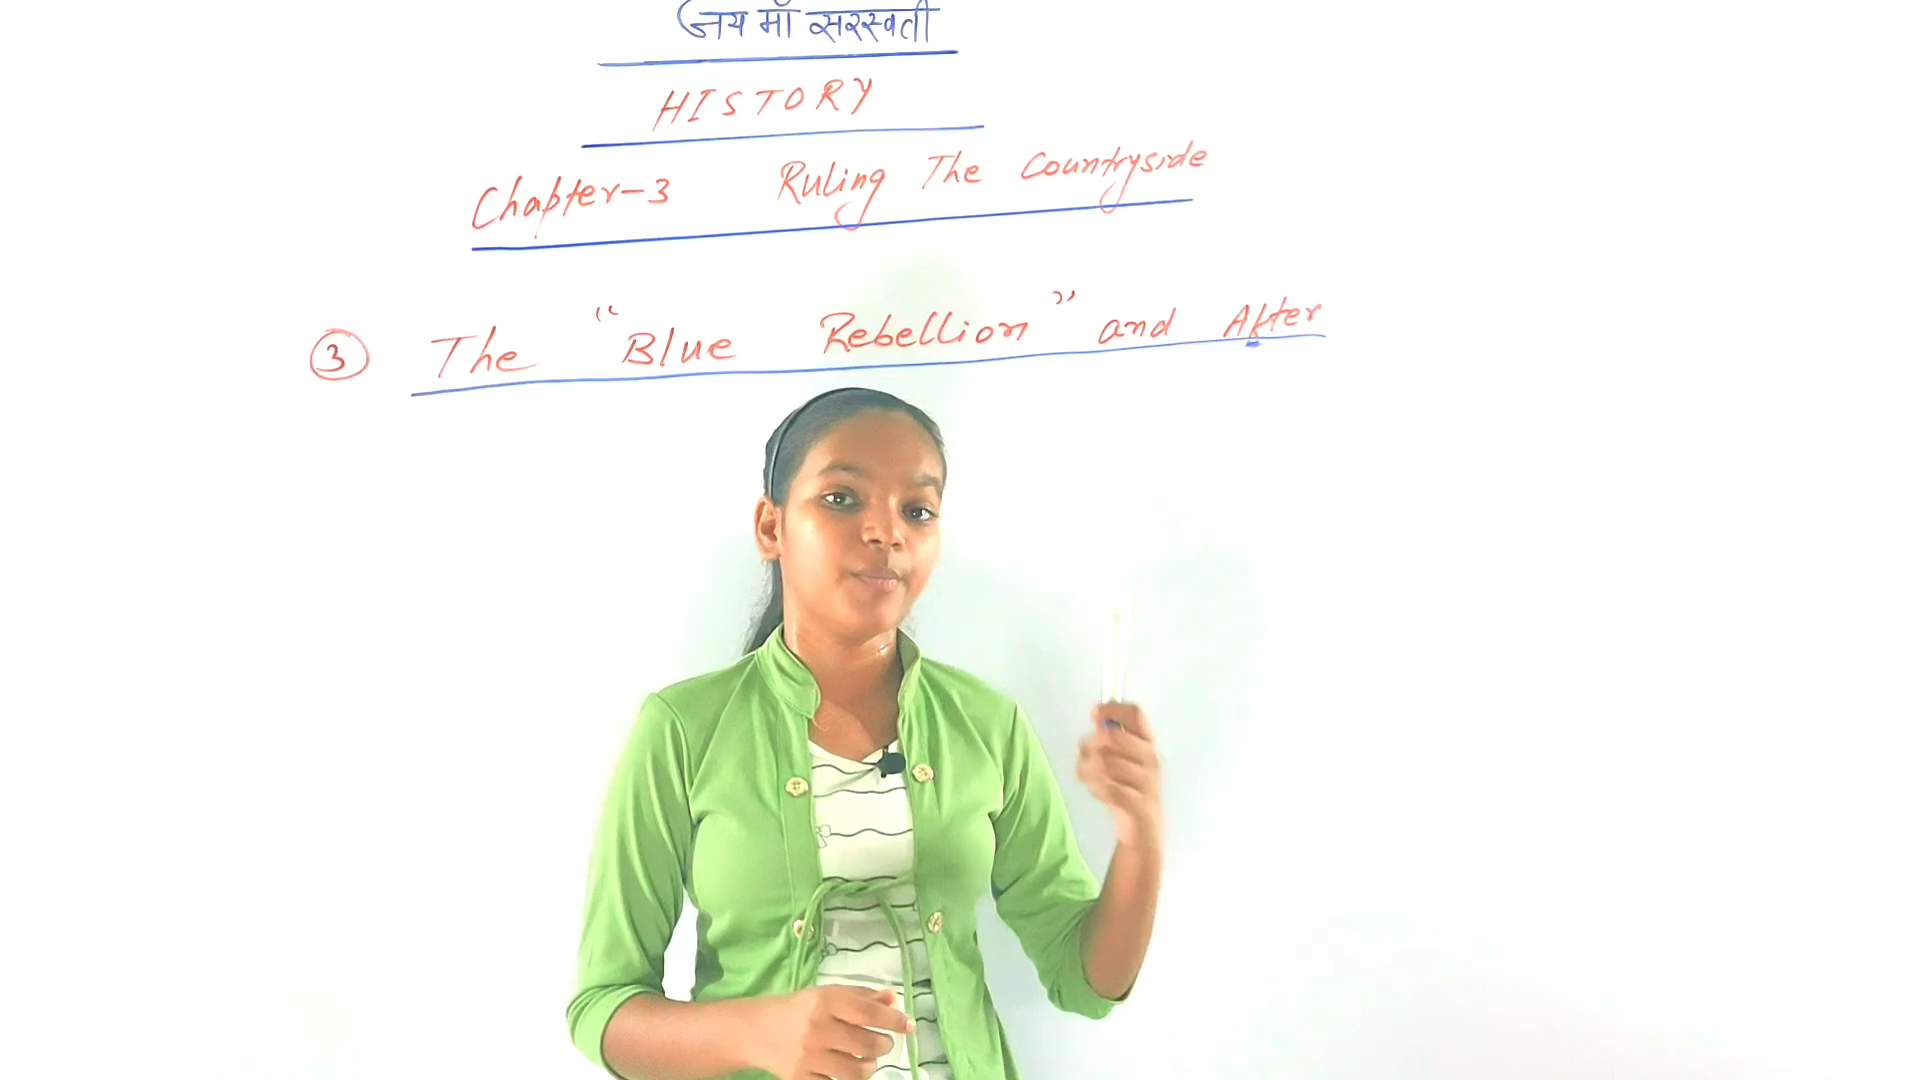 जय माँ सरस्वती
HISTORY
Chapter-3 Ruling The Countryside
3 The "Blue Rebellion" and After